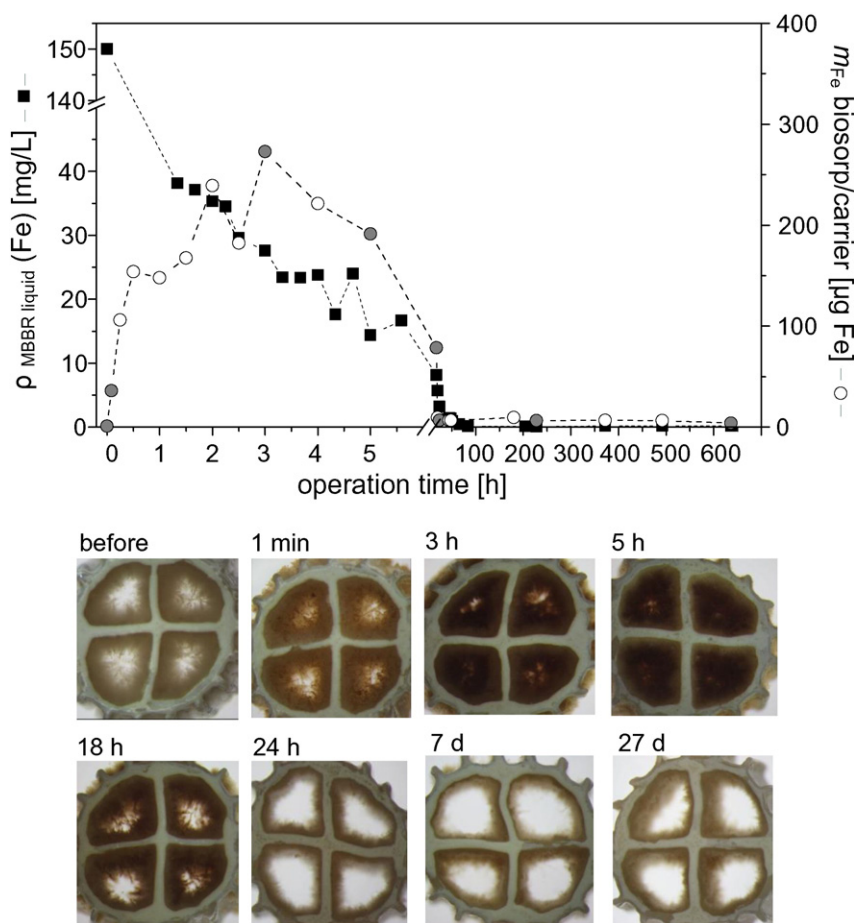 ρ MBBR liquid (Fe) [mg/L]
150
140
40
30
20
10
0
400
300
200
100
0
m Fe biosorp/carrier [µg Fe]
0 1 2 3 4 5 100 200 300 400 500 600
operation time [h]
before 1 min 3 h 5 h
18 h 24 h 7 d 27 d